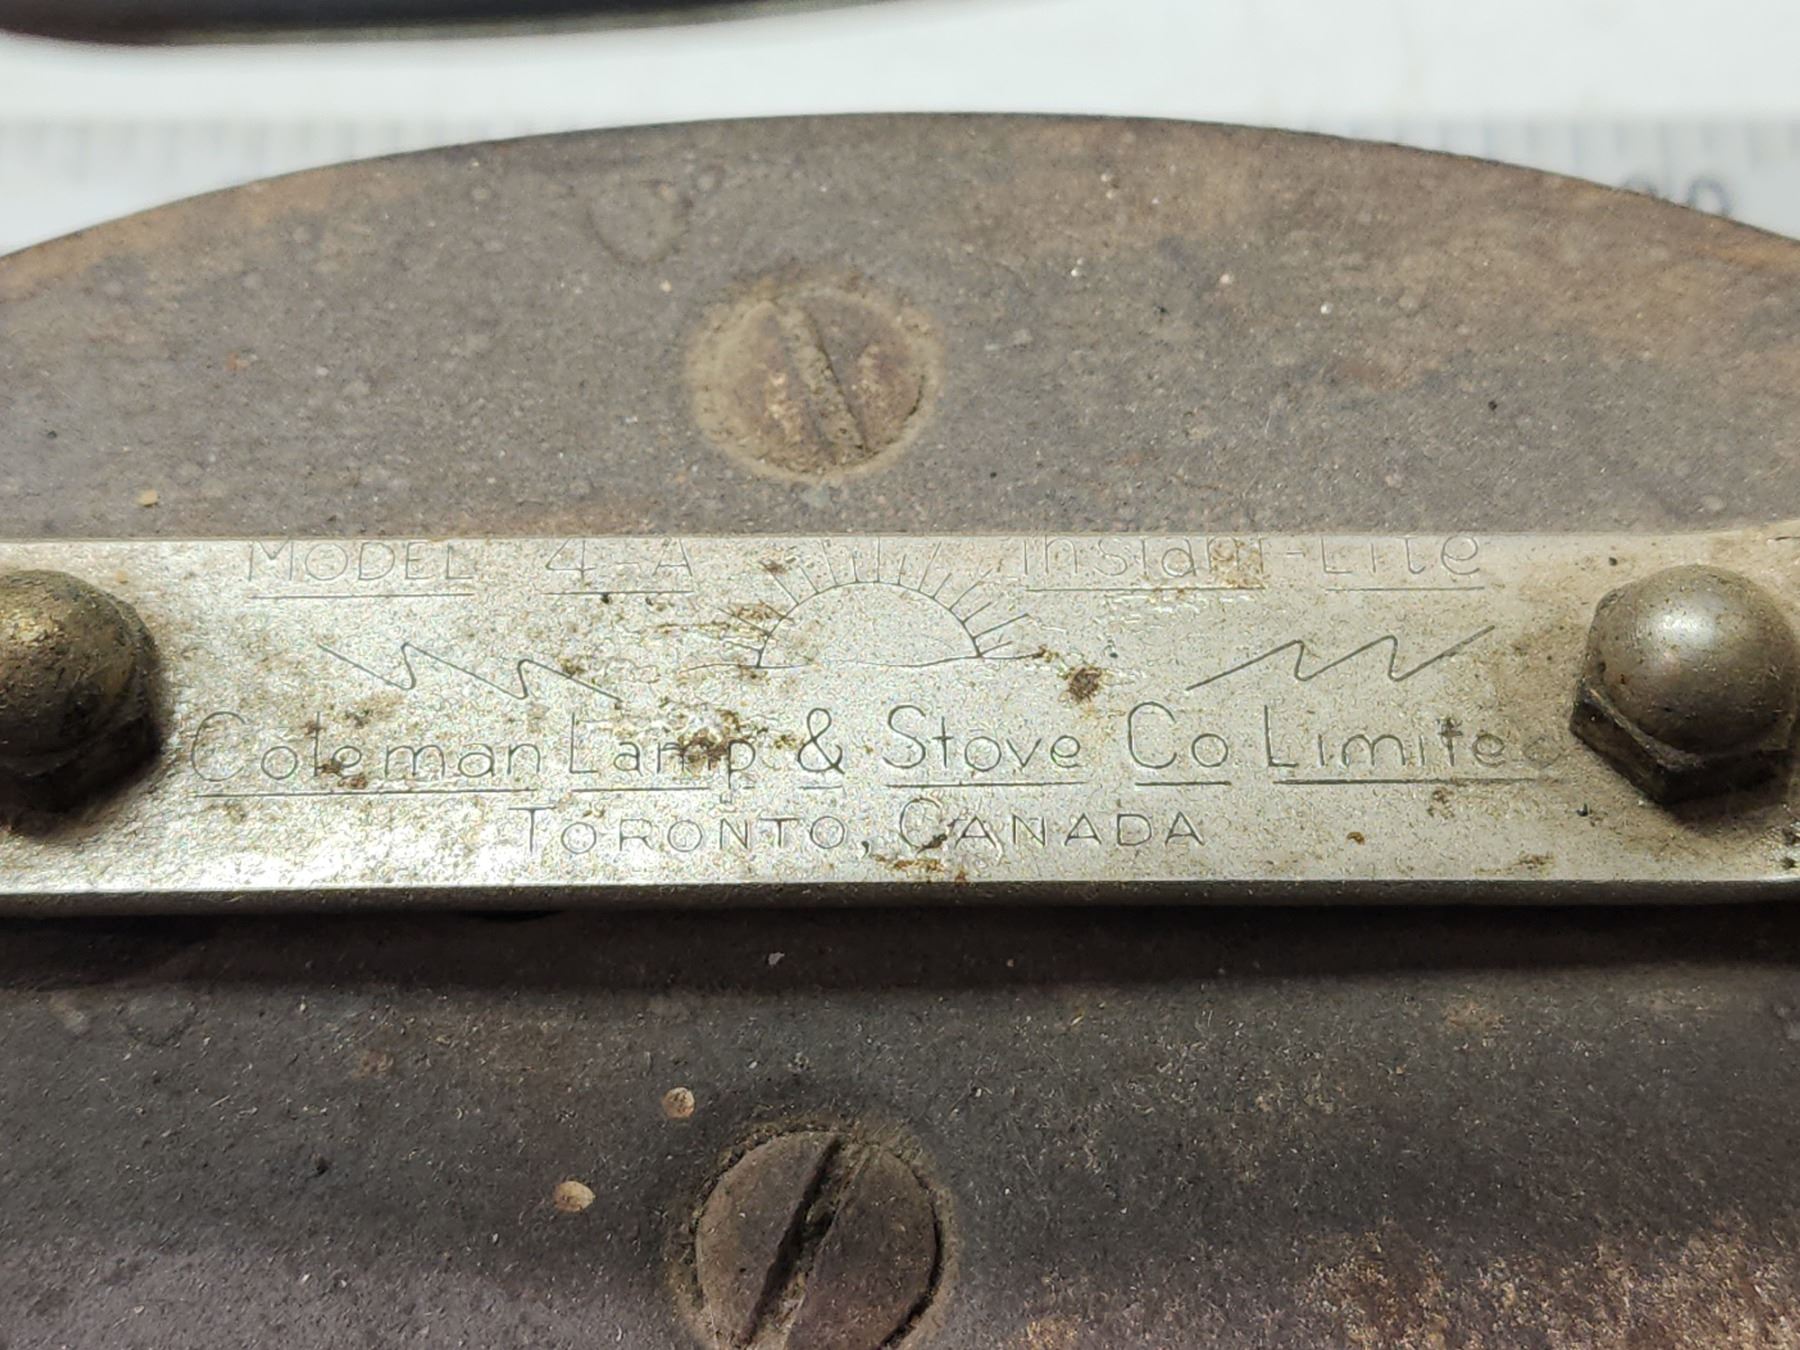 MODEL 4-A Instant-Lite
Coleman Lamp & Stove Co. Limited
TORONTO, CANADA